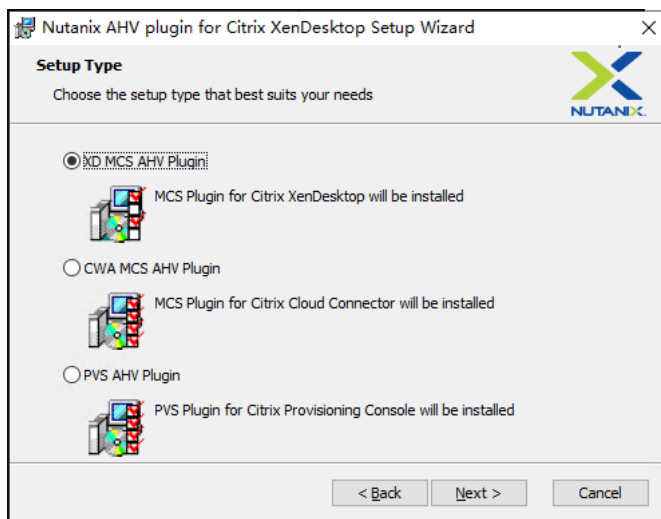 Nutanix AHV plugin for Citrix XenDesktop Setup Wizard
Setup Type
Choose the setup type that best suits your needs
NUTANIX.
XD MCS AHV Plugin
MCS Plugin for Citrix XenDesktop will be installed
CWA MCS AHV Plugin
MCS Plugin for Citrix Cloud Connector will be installed
PVS AHV Plugin
PVS Plugin for Citrix Provisioning Console will be installed
< Back Next > Cancel